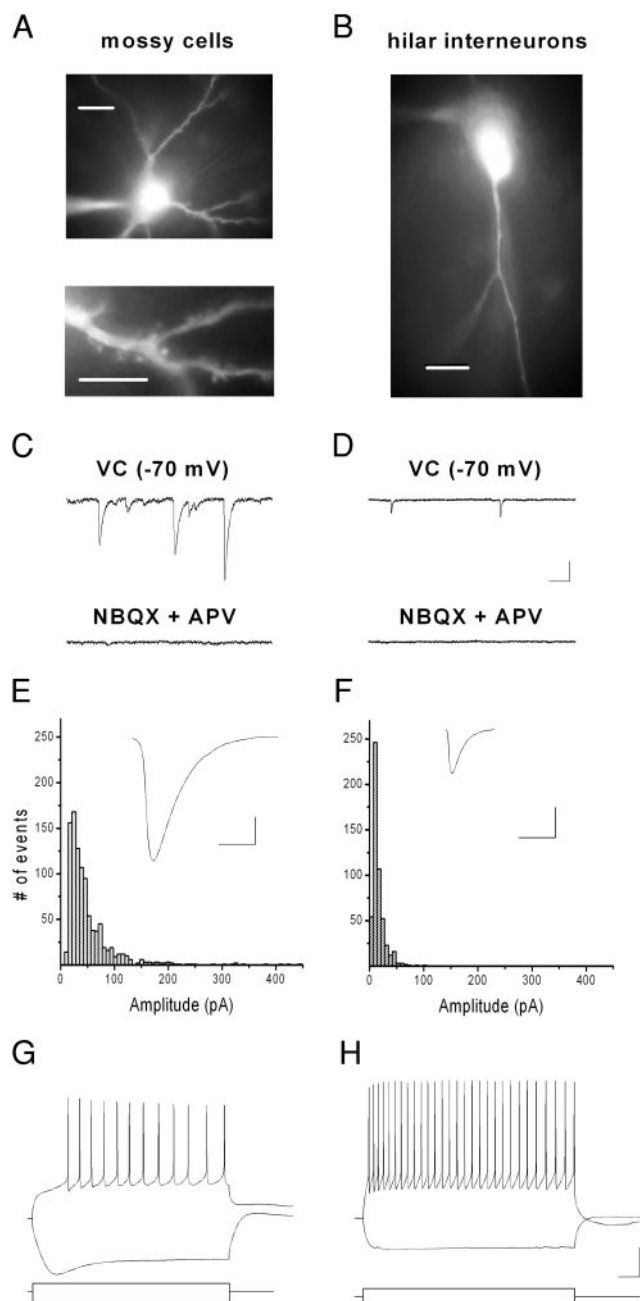 A
mossy cells
B
hilar interneurons
C
VC (-70 mV)
NBQX + APV
D
VC (-70 mV)
NBQX + APV
E
250
200
150
100
50
# of events
0 100 200 300 400
Amplitude (pA)
F
250
200
150
100
50
0 100 200 300 400
Amplitude (pA)
G
H